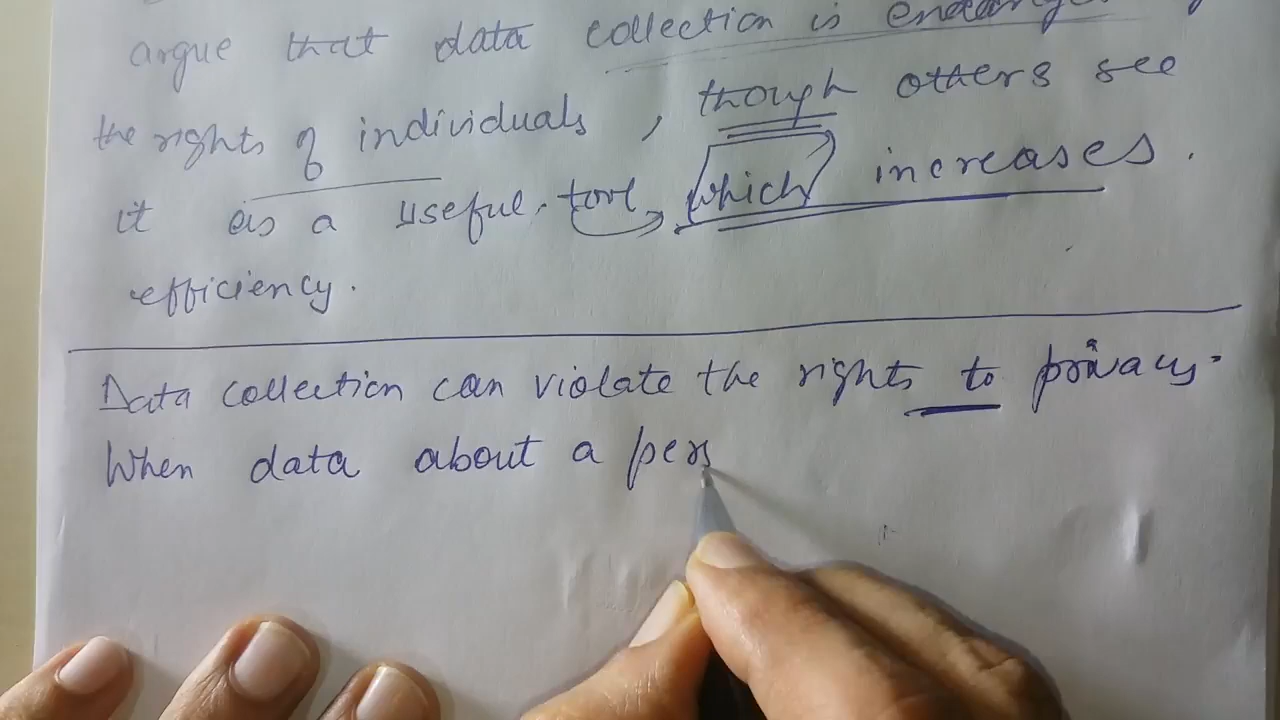 argue that data collection is
the rights of individuals, though others see
it as a useful tool which increases.
efficiency.
Data collection can violate the rights to privacy.
When data about a pers